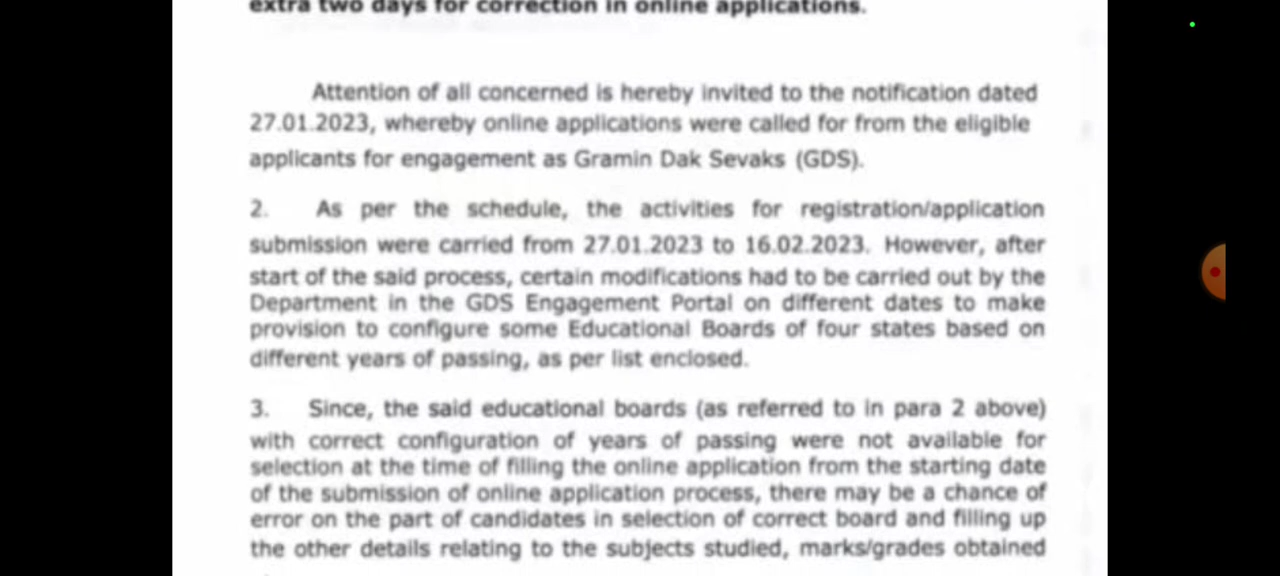 extra two days for correction in online applications.
Attention of all concerned is hereby invited to the notification dated
27.01.2023, whereby online applications were called for from the eligible
applicants for engagement as Gramin Dak Sevaks (GDS).
2. As per the schedule, the activities for registration/application
submission were carried from 27.01.2023 to 16.02.2023. However, after
start of the said process, certain modifications had to be carried out by the
Department in the GDS Engagement Portal on different dates to make
provision to configure some Educational Boards of four states based on
different years of passing, as per list enclosed.
3. Since, the said educational boards (as referred to in para 2 above)
with correct configuration of years of passing were not available for
selection at the time of filling the online application from the starting date
of the submission of online application process, there may be a chance of
error on the part of candidates in selection of correct board and filling up
the other details relating to the subjects studied, marks/grades obtained